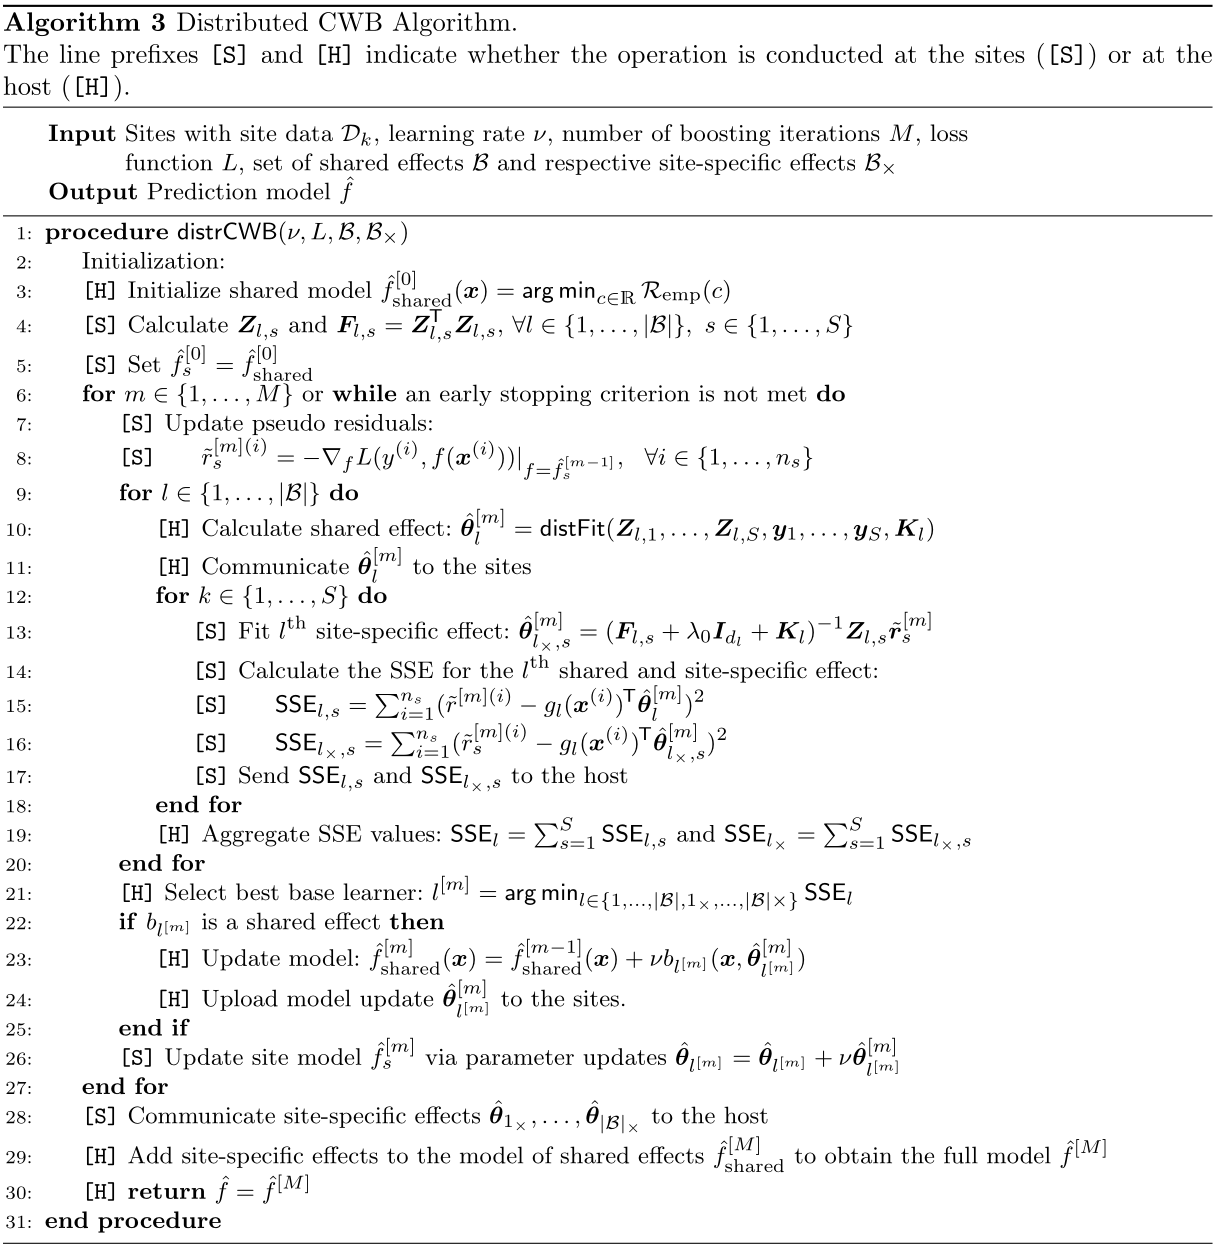 Algorithm 3 Distributed CWB Algorithm.
The line prefixes [S] and [H] indicate whether the operation is conducted at the sites ([S]) or at the
host ([H]).
Input Sites with site data $\mathcal{D}_k$, learning rate $\nu$, number of boosting iterations $M$, loss
function $L$, set of shared effects $\mathcal{B}$ and respective site-specific effects $\mathcal{B}_\times$
Output Prediction model $\hat{f}$
1: procedure distrCWB($\nu, L, \mathcal{B}, \mathcal{B}_\times$)
2: Initialization:
3: [H] Initialize shared model $\hat{f}^{[0]}_{\text{shared}}(\boldsymbol{x}) = \arg\min_{c \in \mathbb{R}} \mathcal{R}_{\text{emp}}(c)$
4: [S] Calculate $\boldsymbol{Z}_{l,s}$ and $\boldsymbol{F}_{l,s} = \boldsymbol{Z}_{l,s}^{\mathsf{T}} \boldsymbol{Z}_{l,s}$, $\forall l \in \{1, \ldots, |\mathcal{B}|\}$, $s \in \{1, \ldots, S\}$
5: [S] Set $\hat{f}^{[0]}_s = \hat{f}^{[0]}_{\text{shared}}$
6: for $m \in \{1, \ldots, M\}$ or while an early stopping criterion is not met do
7: [S] Update pseudo residuals:
8: [S] $\tilde{r}_s^{[m](i)} = -\nabla_f L(y^{(i)}, f(\boldsymbol{x}^{(i)}))|_{f=\hat{f}_s^{[m-1]}}$, $\forall i \in \{1, \ldots, n_s\}$
9: for $l \in \{1, \ldots, |\mathcal{B}|\}$ do
10: [H] Calculate shared effect: $\hat{\boldsymbol{\theta}}_l^{[m]} = \text{distFit}(\boldsymbol{Z}_{l,1}, \ldots, \boldsymbol{Z}_{l,S}, \boldsymbol{y}_1, \ldots, \boldsymbol{y}_S, \boldsymbol{K}_l)$
11: [H] Communicate $\hat{\boldsymbol{\theta}}_l^{[m]}$ to the sites
12: for $k \in \{1, \ldots, S\}$ do
13: [S] Fit $l^{\text{th}}$ site-specific effect: $\hat{\boldsymbol{\theta}}_{l_\times,s}^{[m]} = (\boldsymbol{F}_{l,s} + \lambda_0 \boldsymbol{I}_{d_l} + \boldsymbol{K}_l)^{-1} \boldsymbol{Z}_{l,s} \tilde{\boldsymbol{r}}_s^{[m]}$
14: [S] Calculate the SSE for the $l^{\text{th}}$ shared and site-specific effect:
15: [S] $\text{SSE}_{l,s} = \sum_{i=1}^{n_s} (\tilde{r}^{[m](i)} - g_l(\boldsymbol{x}^{(i)})^{\mathsf{T}} \hat{\boldsymbol{\theta}}_l^{[m]})^2$
16: [S] $\text{SSE}_{l_\times,s} = \sum_{i=1}^{n_s} (\tilde{r}_s^{[m](i)} - g_l(\boldsymbol{x}^{(i)})^{\mathsf{T}} \hat{\boldsymbol{\theta}}_{l_\times,s}^{[m]})^2$
17: [S] Send $\text{SSE}_{l,s}$ and $\text{SSE}_{l_\times,s}$ to the host
18: end for
19: [H] Aggregate SSE values: $\text{SSE}_l = \sum_{s=1}^{S} \text{SSE}_{l,s}$ and $\text{SSE}_{l_\times} = \sum_{s=1}^{S} \text{SSE}_{l_\times,s}$
20: end for
21: [H] Select best base learner: $l^{[m]} = \arg\min_{l \in \{1,\ldots,|\mathcal{B}|,1_\times,\ldots,|\mathcal{B}|\times\}} \text{SSE}_l$
22: if $b_{l^{[m]}}$ is a shared effect then
23: [H] Update model: $\hat{f}^{[m]}_{\text{shared}}(\boldsymbol{x}) = \hat{f}^{[m-1]}_{\text{shared}}(\boldsymbol{x}) + \nu b_{l^{[m]}}(\boldsymbol{x}, \hat{\boldsymbol{\theta}}^{[m]}_{l^{[m]}})$
24: [H] Upload model update $\hat{\boldsymbol{\theta}}^{[m]}_{l^{[m]}}$ to the sites.
25: end if
26: [S] Update site model $\hat{f}_s^{[m]}$ via parameter updates $\hat{\boldsymbol{\theta}}_{l^{[m]}} = \hat{\boldsymbol{\theta}}_{l^{[m]}} + \nu \hat{\boldsymbol{\theta}}^{[m]}_{l^{[m]}}$
27: end for
28: [S] Communicate site-specific effects $\hat{\boldsymbol{\theta}}_{1_\times}, \ldots, \hat{\boldsymbol{\theta}}_{|\mathcal{B}|_\times}$ to the host
29: [H] Add site-specific effects to the model of shared effects $\hat{f}^{[M]}_{\text{shared}}$ to obtain the full model $\hat{f}^{[M]}$
30: [H] return $\hat{f} = \hat{f}^{[M]}$
31: end procedure